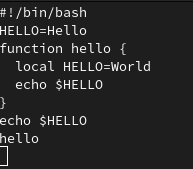 #!/bin/bash
HELLO=Hello
function hello {
  local HELLO=World
  echo $HELLO
}
echo $HELLO
hello